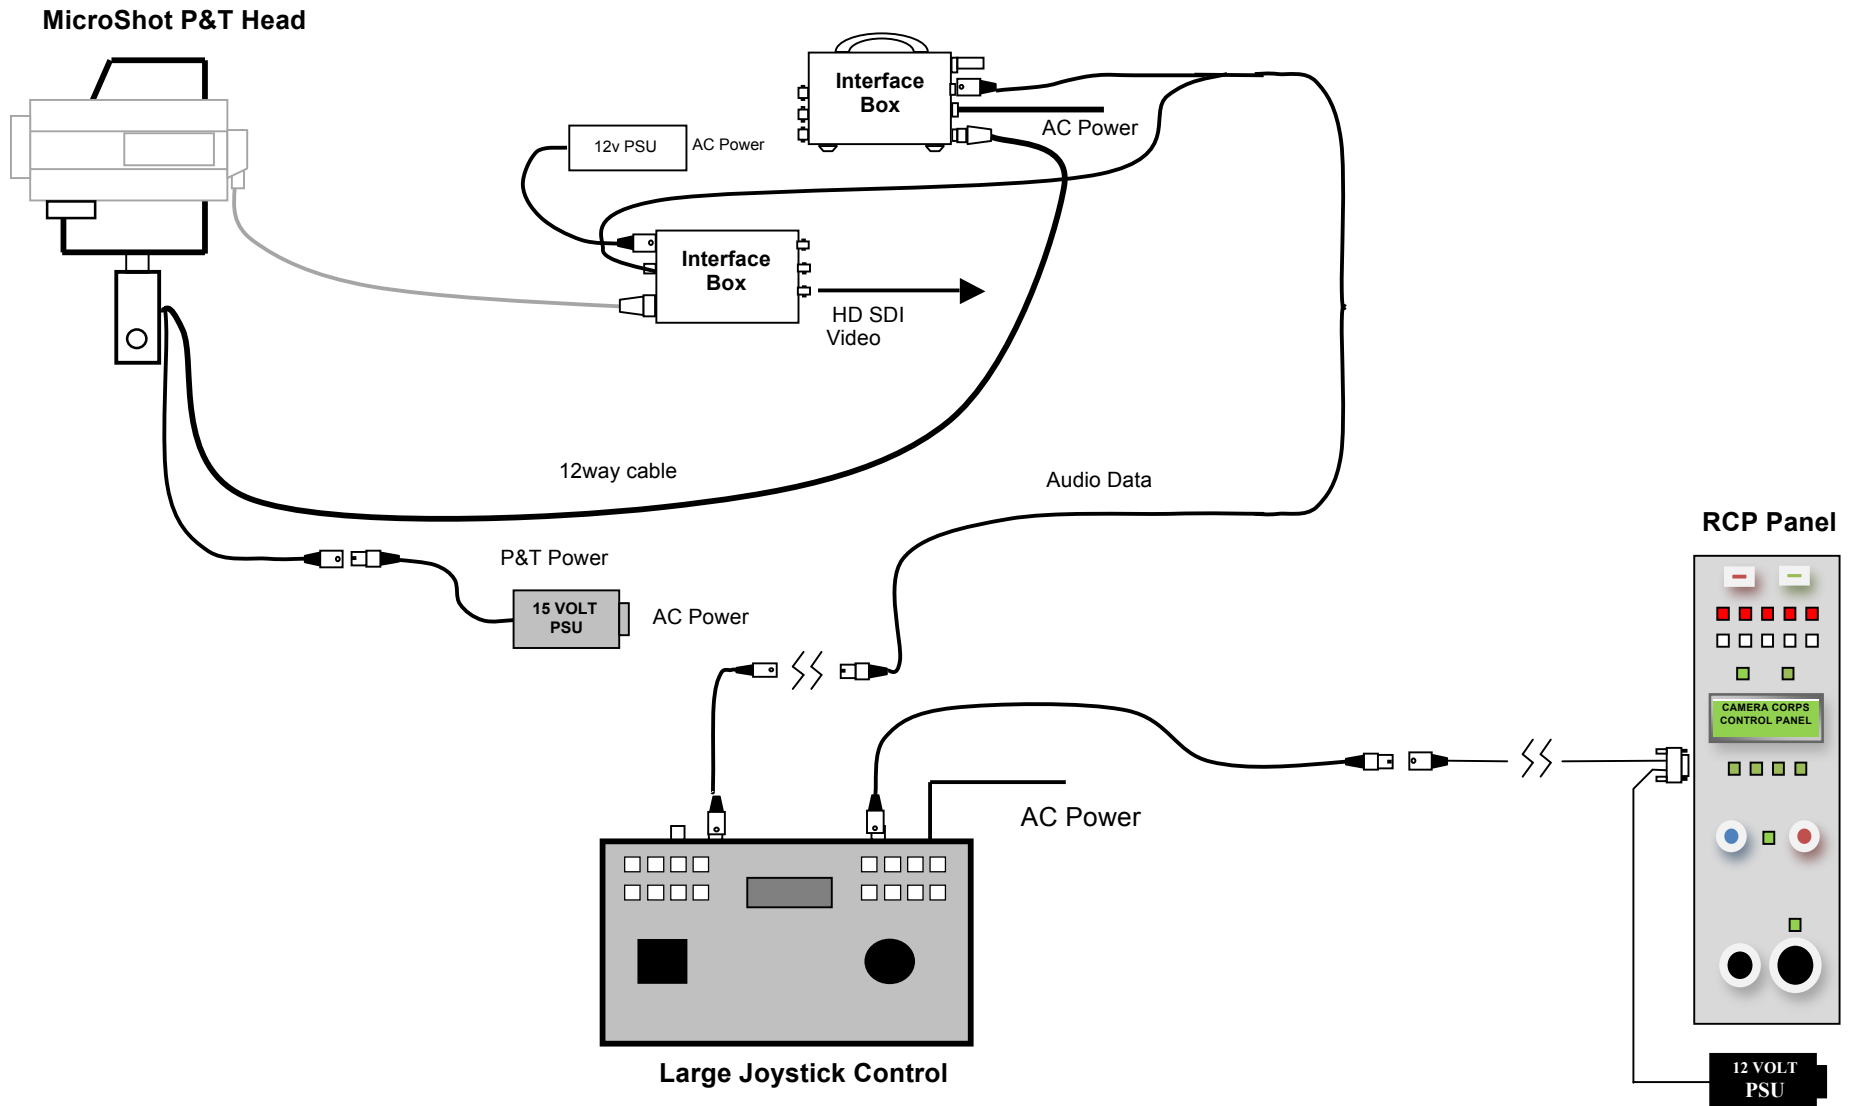 MicroShot P&T Head
Interface
Box
AC Power
12v PSU
AC Power
Interface
Box
HD SDI
Video
12way cable
Audio Data
RCP Panel
P&T Power
15 VOLT
PSU
AC Power
CAMERA CORPS
CONTROL PANEL
AC Power
Large Joystick Control
12 VOLT
PSU